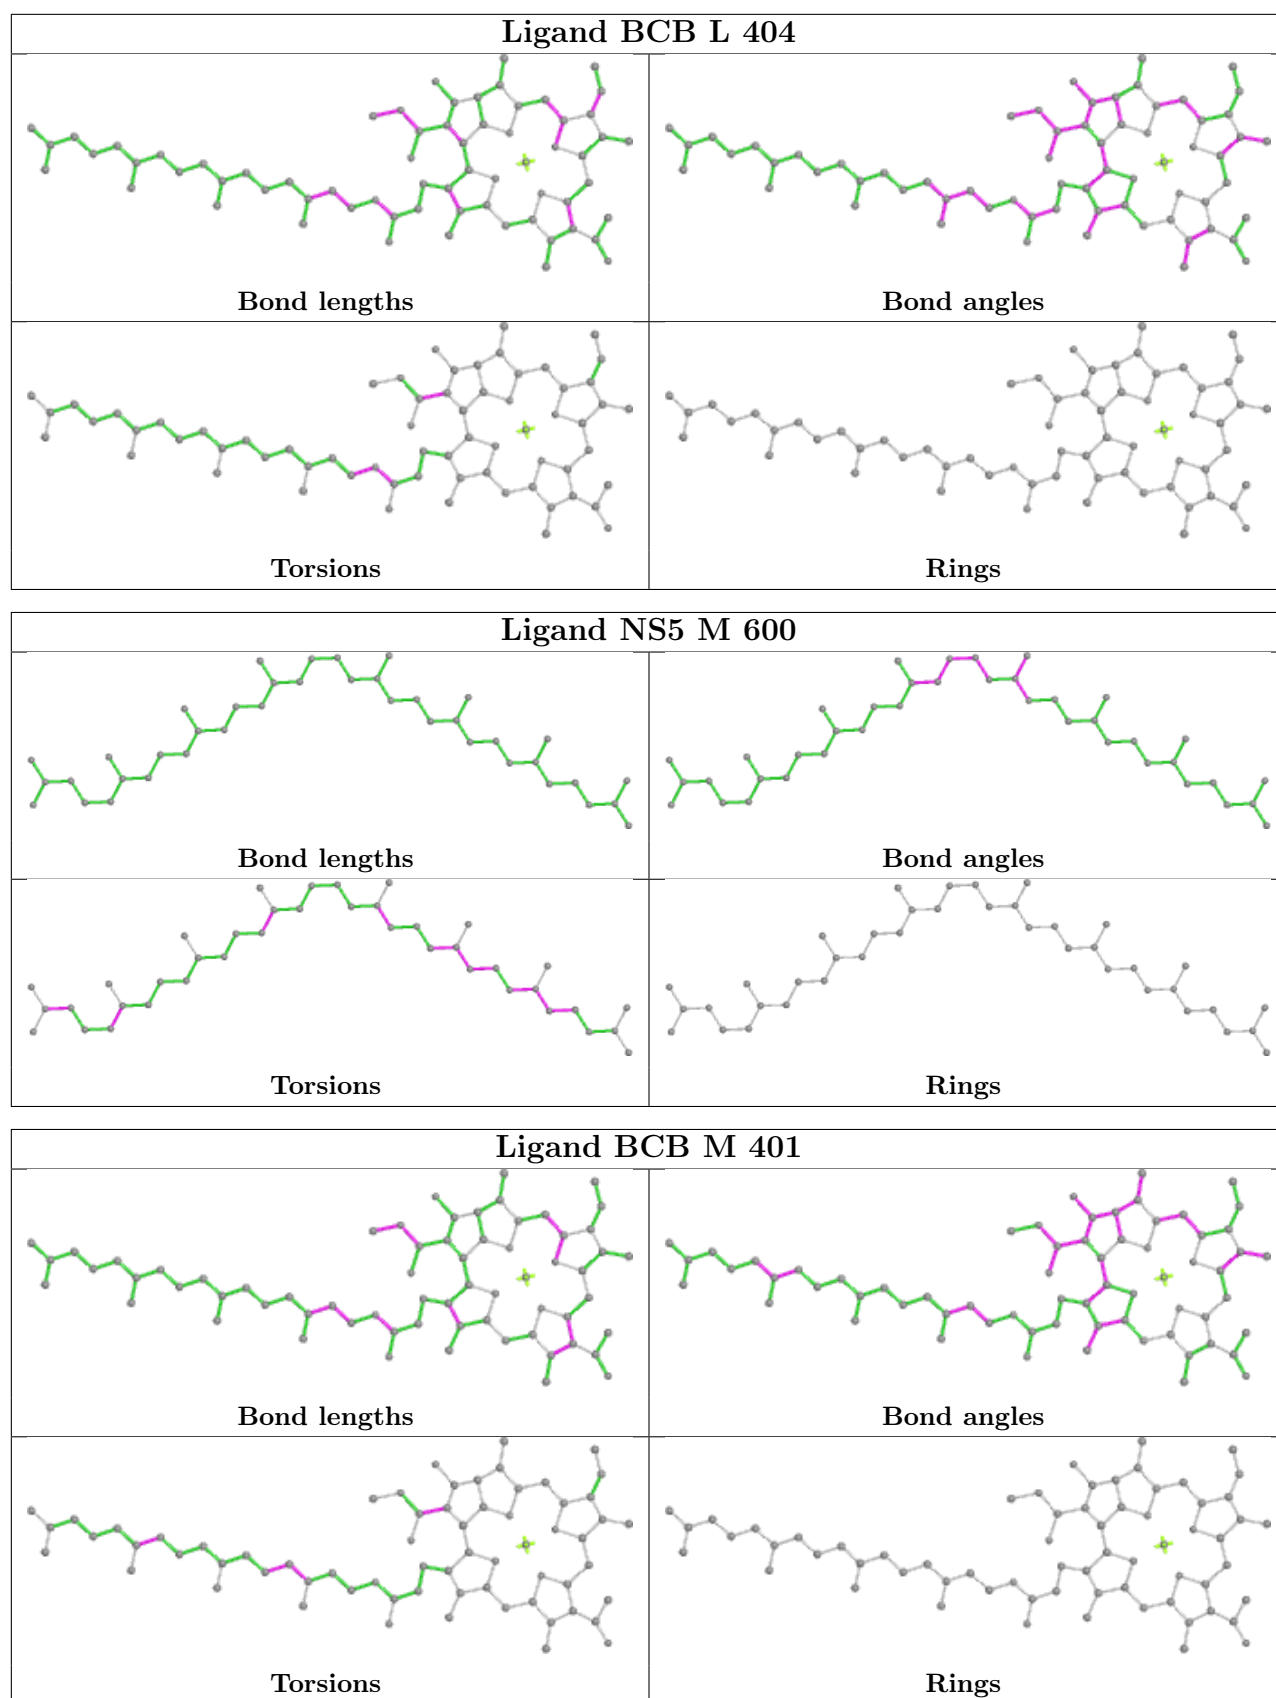 Ligand BCB L 404
Bond lengths
Bond angles
Torsions
Rings
Ligand NS5 M 600
Bond lengths
Bond angles
Torsions
Rings
Ligand BCB M 401
Bond lengths
Bond angles
Torsions
Rings